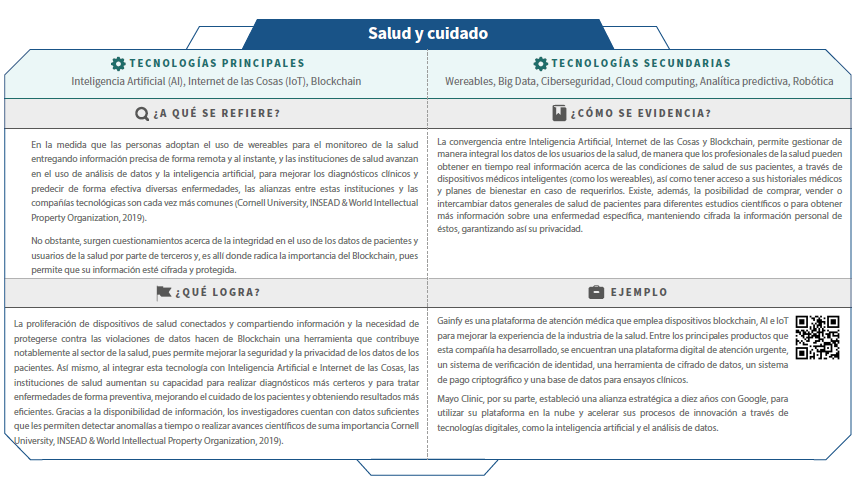 Salud y cuidado
TECNOLOGÍAS PRINCIPALES
Inteligencia Artificial (AI), Internet de las Cosas (IoT), Blockchain
TECNOLOGÍAS SECUNDARIAS
Wereables, Big Data, Ciberseguridad, Cloud computing, Analítica predictiva, Robótica
¿A QUÉ SE REFIERE?
En la medida que las personas adoptan el uso de wereables para el monitoreo de la salud
entregando información precisa de forma remota y al instante, y las instituciones de salud avanzan
en el uso de análisis de datos y la inteligencia artificial, para mejorar los diagnósticos clínicos y
predecir de forma efectiva diversas enfermedades, las alianzas entre estas instituciones y las
compañías tecnológicas son cada vez más comunes (Cornell University, INSEAD & World Intellectual
Property Organization, 2019).
No obstante, surgen cuestionamientos acerca de la integridad en el uso de los datos de pacientes y
usuarios de la salud por parte de terceros y, es allí donde radica la importancia del Blockchain, pues
permite que su información esté cifrada y protegida.
¿CÓMO SE EVIDENCIA?
La convergencia entre Inteligencia Artificial, Internet de las Cosas y Blockchain, permite gestionar de
manera integral los datos de los usuarios de la salud, de manera que los profesionales de la salud pueden
obtener en tiempo real información acerca de las condiciones de salud de sus pacientes, a través de
dispositivos médicos inteligentes (como los wereables), así como tener acceso a sus historiales médicos
y planes de bienestar en caso de requerirlos. Existe, además, la posibilidad de comprar, vender o
intercambiar datos generales de salud de pacientes para diferentes estudios científicos o para obtener
más información sobre una enfermedad específica, manteniendo cifrada la información personal de
éstos, garantizando así su privacidad.
¿QUÉ LOGRA?
La proliferación de dispositivos de salud conectados y compartiendo información y la necesidad de
protegerse contra las violaciones de datos hacen de Blockchain una herramienta que contribuye
notablemente al sector de la salud, pues permite mejorar la seguridad y la privacidad de los datos de los
pacientes. Así mismo, al integrar esta tecnología con Inteligencia Artificial e Internet de las Cosas, las
instituciones de salud aumentan su capacidad para realizar diagnósticos más certeros y para tratar
enfermedades de forma preventiva, mejorando el cuidado de los pacientes y obteniendo resultados más
eficientes. Gracias a la disponibilidad de información, los investigadores cuentan con datos suficientes
que les permiten detectar anomalías a tiempo o realizar avances científicos de suma importancia Cornell
University, INSEAD & World Intellectual Property Organization, 2019).
EJEMPLO
Gainfy es una plataforma de atención médica que emplea dispositivos blockchain, AI e IoT
para mejorar la experiencia de la industria de la salud. Entre los principales productos que
esta compañía ha desarrollado, se encuentran una plataforma digital de atención urgente,
un sistema de verificación de identidad, una herramienta de cifrado de datos, un sistema
de pago criptográfico y una base de datos para ensayos clínicos.
Mayo Clinic, por su parte, estableció una alianza estratégica a diez años con Google, para
utilizar su plataforma en la nube y acelerar sus procesos de innovación a través de
tecnologías digitales, como la inteligencia artificial y el análisis de datos.